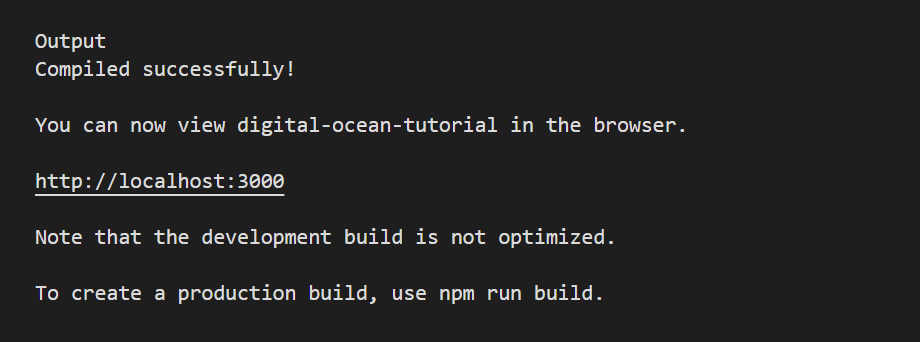 Output
Compiled successfully!
You can now view digital-ocean-tutorial in the browser.
http://localhost:3000
Note that the development build is not optimized.
To create a production build, use npm run build.